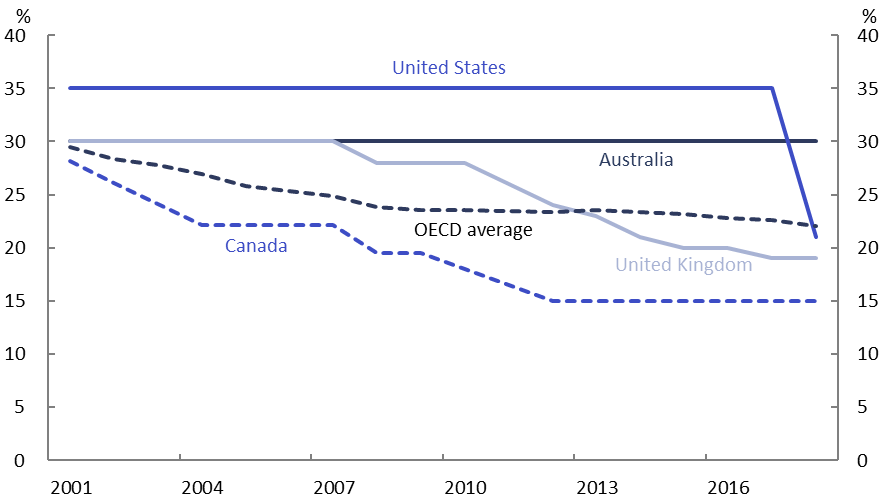 % %
40 40
United States
35 35
30 30
Australia
25 25
OECD average
Canada
20 20
United Kingdom
15 15
10 10
5 5
0 0
2001 2004 2007 2010 2013 2016